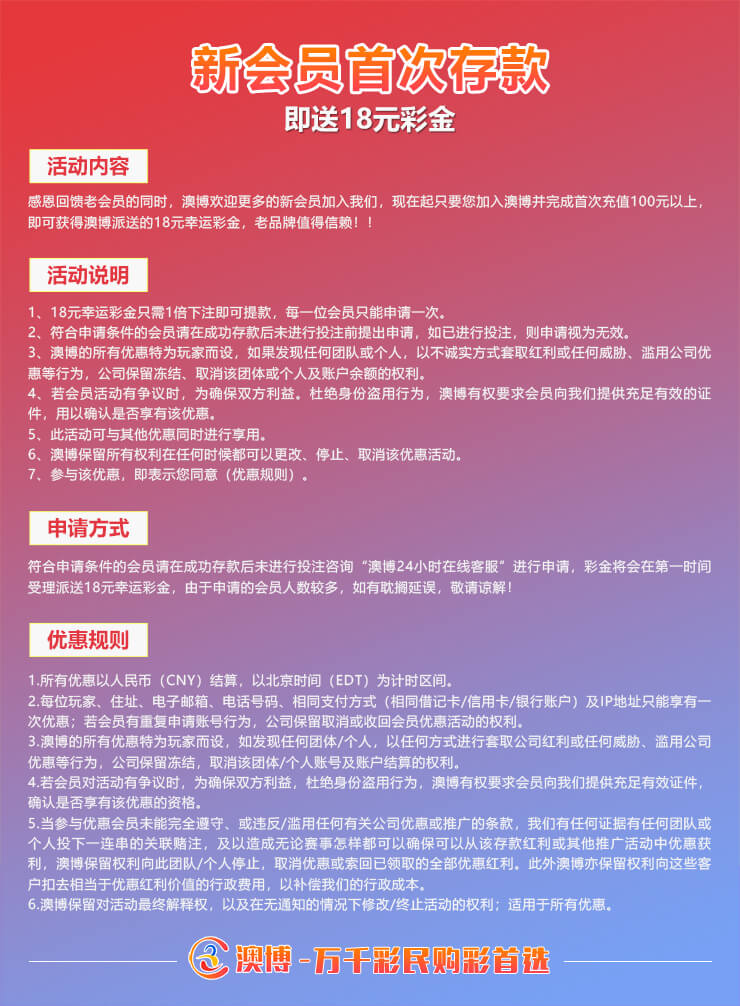 新会员首次存款
即送18元彩金
活动内容
感恩回馈老会员的同时，澳博欢迎更多的新会员加入我们，现在起只要您加入澳博并完成首次充值100元以上，
即可获得澳博派送的18元幸运彩金，老品牌值得信赖！！
活动说明
1、18元幸运彩金只需1倍下注即可提款，每一位会员只能申请一次。
2、符合申请条件的会员请在成功存款后未进行投注前提出申请，如已进行投注，则申请视为无效。
3、澳博的所有优惠特为玩家而设，如果发现任何团队或个人，以不诚实方式套取红利或任何威胁、滥用公司优
惠等行为，公司保留冻结、取消该团体或个人及账户余额的权利。
4、若会员活动有争议时，为确保双方利益。杜绝身份盗用行为，澳博有权要求会员向我们提供充足有效的证
件，用以确认是否享有该优惠。
5、此活动可与其他优惠同时进行享用。
6、澳博保留所有权利在任何时候都可以更改、停止、取消该优惠活动。
7、参与该优惠，即表示您同意（优惠规则）。
申请方式
符合申请条件的会员请在成功存款后未进行投注咨询“澳博24小时在线客服”进行申请，彩金将会在第一时间
受理派送18元幸运彩金，由于申请的会员人数较多，如有耽搁延误，敬请谅解！
优惠规则
1.所有优惠以人民币（CNY）结算，以北京时间（EDT）为计时区间。
2.每位玩家、住址、电子邮箱、电话号码、相同支付方式（相同借记卡/信用卡/银行账户）及IP地址只能享有一
次优惠；若会员有重复申请账号行为，公司保留取消或收回会员优惠活动的权利。
3.澳博的所有优惠特为玩家而设，如发现任何团体/个人，以任何方式进行套取公司红利或任何威胁、滥用公司
优惠等行为，公司保留冻结，取消该团体/个人账号及账户结算的权利。
4.若会员对活动有争议时，为确保双方利益，杜绝身份盗用行为，澳博有权要求会员向我们提供充足有效证件，
确认是否享有该优惠的资格。
5.当参与优惠会员未能完全遵守、或违反/滥用任何有关公司优惠或推广的条款，我们有任何证据有任何团队或
个人投下一连串的关联赌注，及以造成无论赛事怎样都可以确保可以从该存款红利或其他推广活动中优惠获
利，澳博保留权利向此团队/个人停止，取消优惠或索回已领取的全部优惠红利。此外澳博亦保留权利向这些客
户扣去相当于优惠红利价值的行政费用，以补偿我们的行政成本。
6.澳博保留对活动最终解释权，以及在无通知的情况下修改/终止活动的权利；适用于所有优惠。
澳博-万千彩民购彩首选